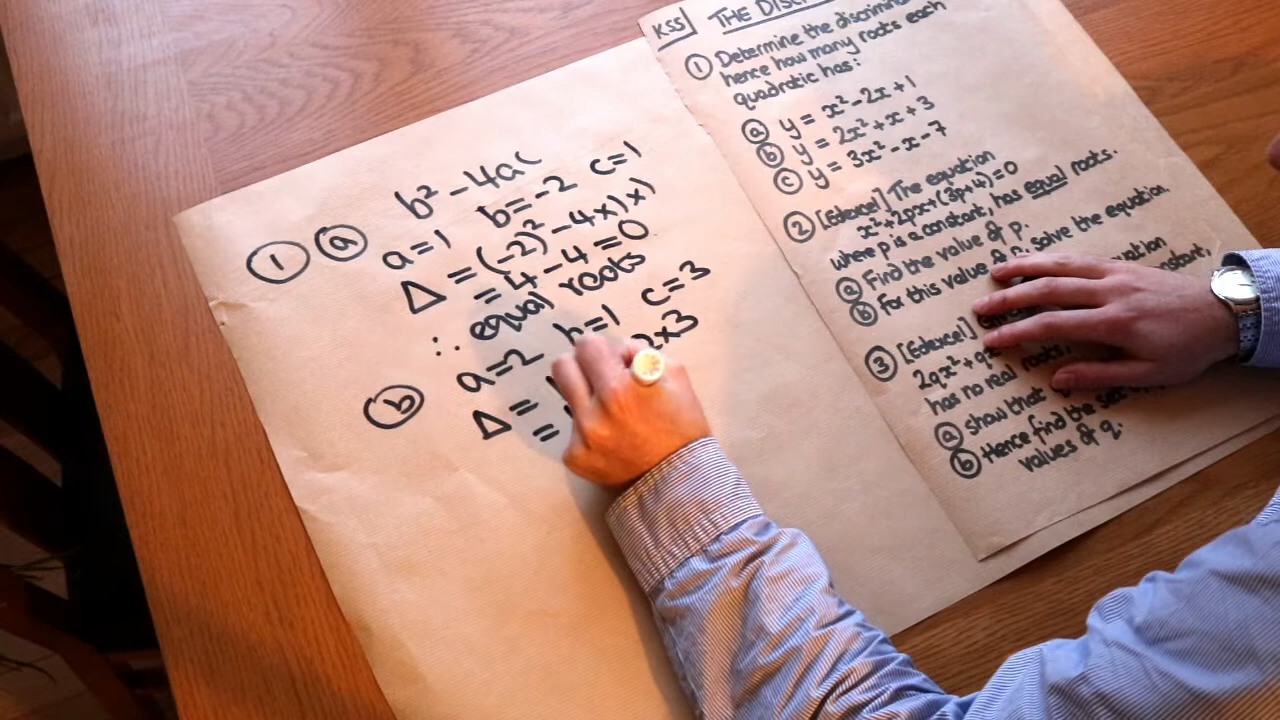 b² - 4ac
① ⓐ a=1 b=-2 c=1
Δ = (-2)² - 4×1×1
= 4 - 4 = 0
∴ equal roots
ⓑ a=2 b=1 c=3
Δ = 2×3
=
KSS THE
① Determine the
hence how many roots each
quadratic has:
ⓐ y = x² - 2x + 1
ⓑ y = 2x² + x + 3
ⓒ y = 3x² - x - 7
② [Edexcel] The equation
x² + 2px + (3p+4) = 0
where p is a constant, has equal roots.
ⓐ Find the value of p.
ⓑ For this value of solve the equation.
③ [Edexcel] equation
2qx² +
has no real roots,
ⓐ show that
ⓑ Hence find the set
values of q.